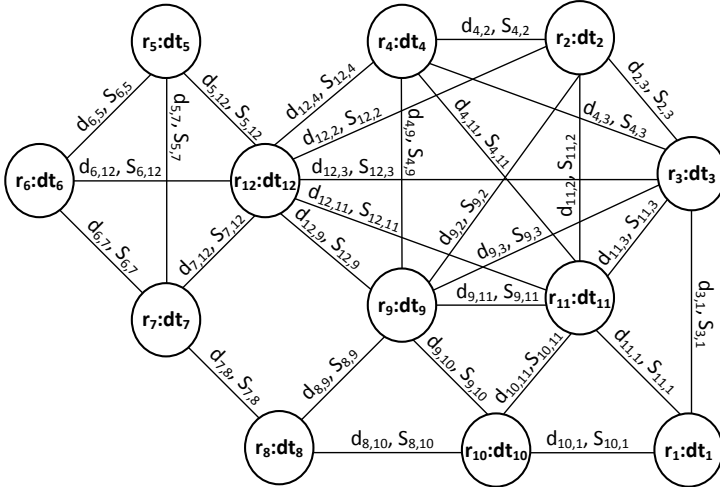 r5:dt5
r4:dt4
r2:dt2
d4,2, S4,2
d6,5, S6,5
d5,7, S5,7
d5,12, S5,12
d12,4, S12,4
d12,2, S12,2
d4,9, S4,9
d4,11, S4,11
d4,3, S4,3
d2,3, S2,3
r6:dt6
d6,12, S6,12
r12:dt12
d12,3, S12,3
d9,2, S9,2
d11,2, S11,2
r3:dt3
d12,11, S12,11
d6,7, S6,7
d7,12, S7,12
d12,9, S12,9
d9,3, S9,3
d11,3, S11,3
d3,1, S3,1
r7:dt7
r9:dt9
d9,11, S9,11
r11:dt11
d7,8, S7,8
d8,9, S8,9
d9,10, S9,10
d10,11, S10,11
d11,1, S11,1
r8:dt8
d8,10, S8,10
r10:dt10
d10,1, S10,1
r1:dt1